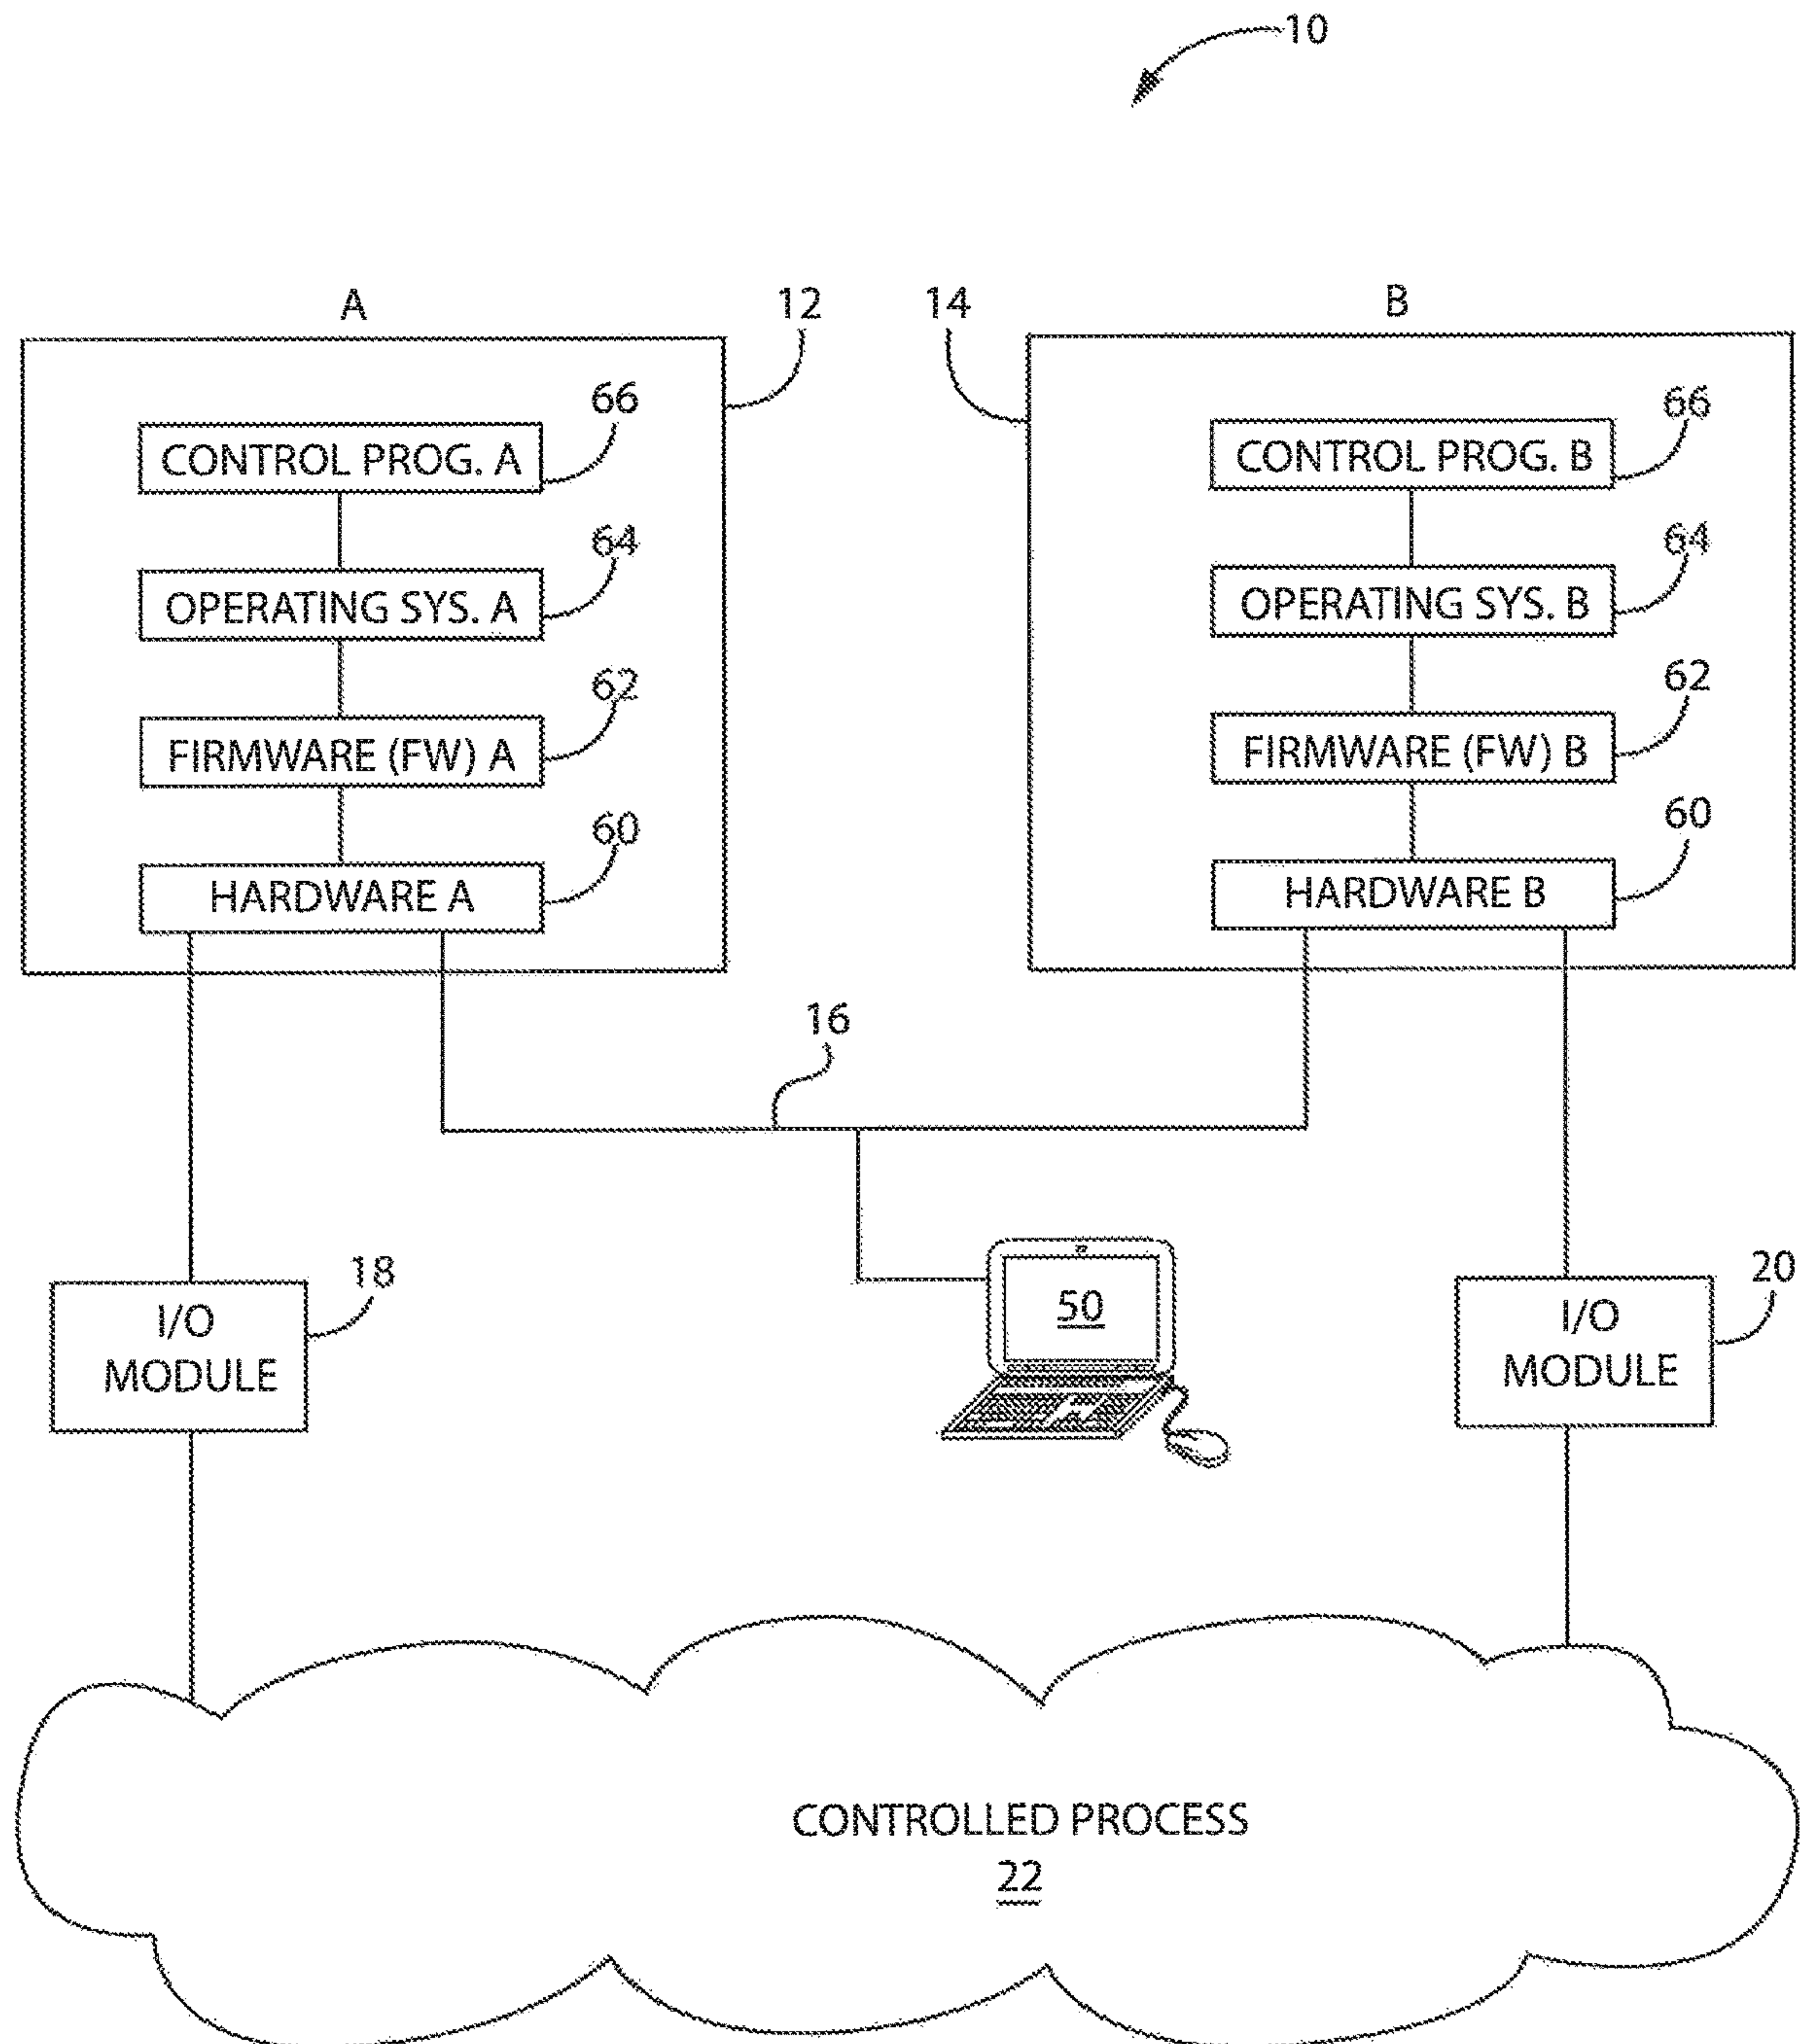 10
A
12
14
B
66
CONTROL PROG. A
66
CONTROL PROG. B
64
OPERATING SYS. A
64
OPERATING SYS. B
62
FIRMWARE (FW) A
62
FIRMWARE (FW) B
60
HARDWARE A
60
HARDWARE B
16
18
I/O
MODULE
50
20
I/O
MODULE
CONTROLLED PROCESS
22